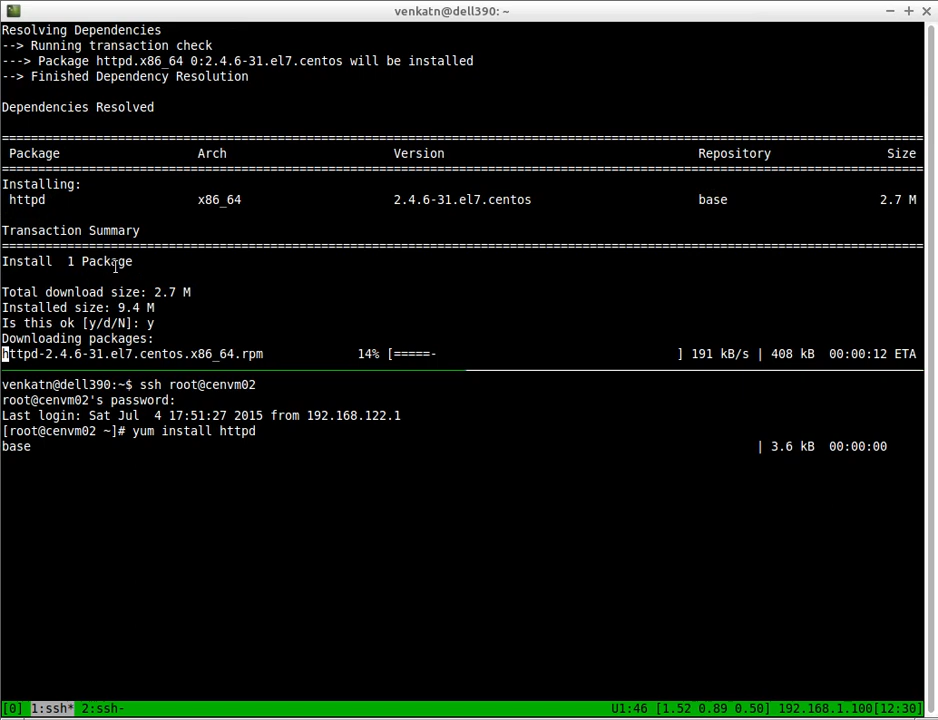 venkatn@dell390: ~
Resolving Dependencies
--> Running transaction check
---> Package httpd.x86_64 0:2.4.6-31.el7.centos will be installed
--> Finished Dependency Resolution
Dependencies Resolved
================================================================================
Package Arch Version Repository Size
================================================================================
Installing:
httpd x86_64 2.4.6-31.el7.centos base 2.7 M
Transaction Summary
================================================================================
Install  1 Package
Total download size: 2.7 M
Installed size: 9.4 M
Is this ok [y/d/N]: y
Downloading packages:
httpd-2.4.6-31.el7.centos.x86_64.rpm 14% [=====- ] 191 kB/s | 408 kB 00:00:12 ETA
venkatn@dell390:~$ ssh root@cenvm02
root@cenvm02's password:
Last login: Sat Jul  4 17:51:27 2015 from 192.168.122.1
[root@cenvm02 ~]# yum install httpd
base | 3.6 kB 00:00:00
[0] 1:ssh* 2:ssh- U1:46 [1.52 0.89 0.50] 192.168.1.100[12:30]